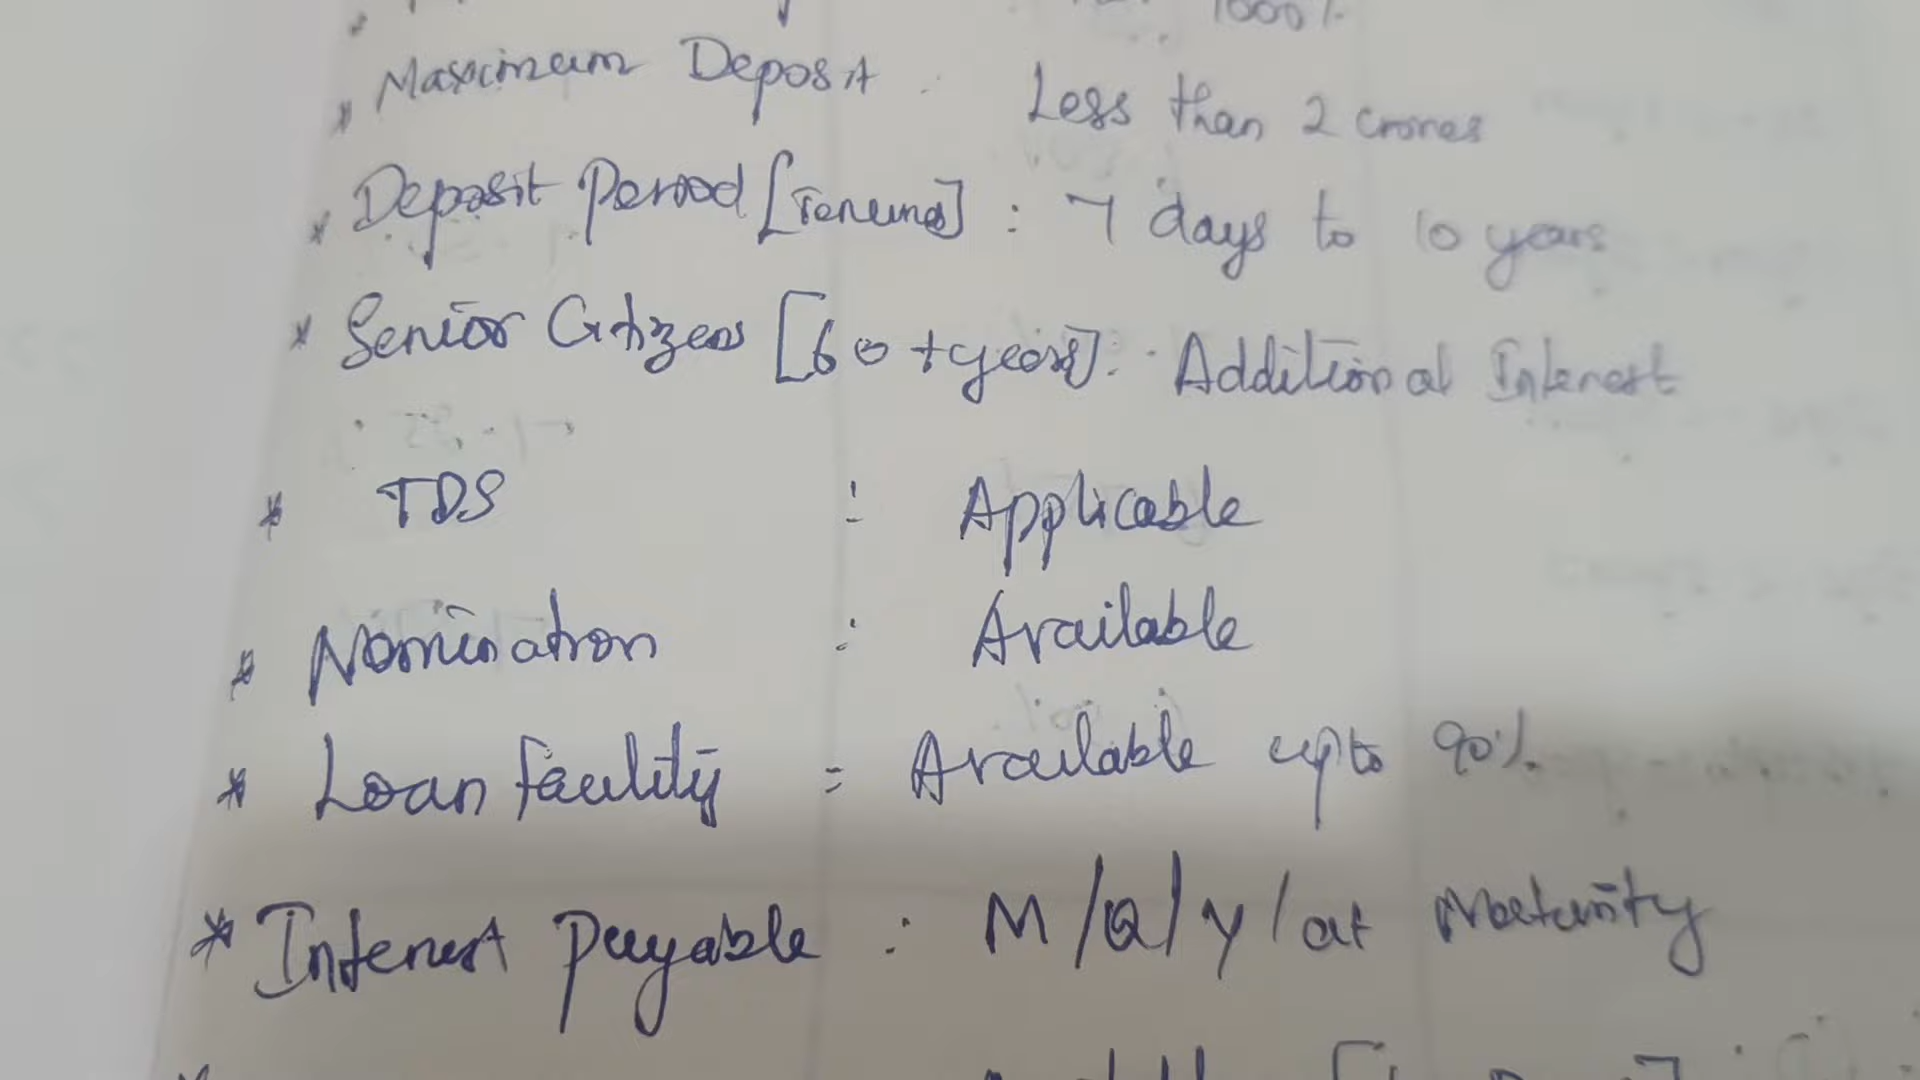 1000/-
* Maximum Deposit : Less than 2 crores
* Deposit Period [Tenure] : 7 days to 10 years
* Senior Citizens [60 + years] : Additional Interest
* TDS : Applicable
* Nomination : Available
* Loan facility = Available upto 90%.
* Interest Payable : M/Q/Y/at Maturity